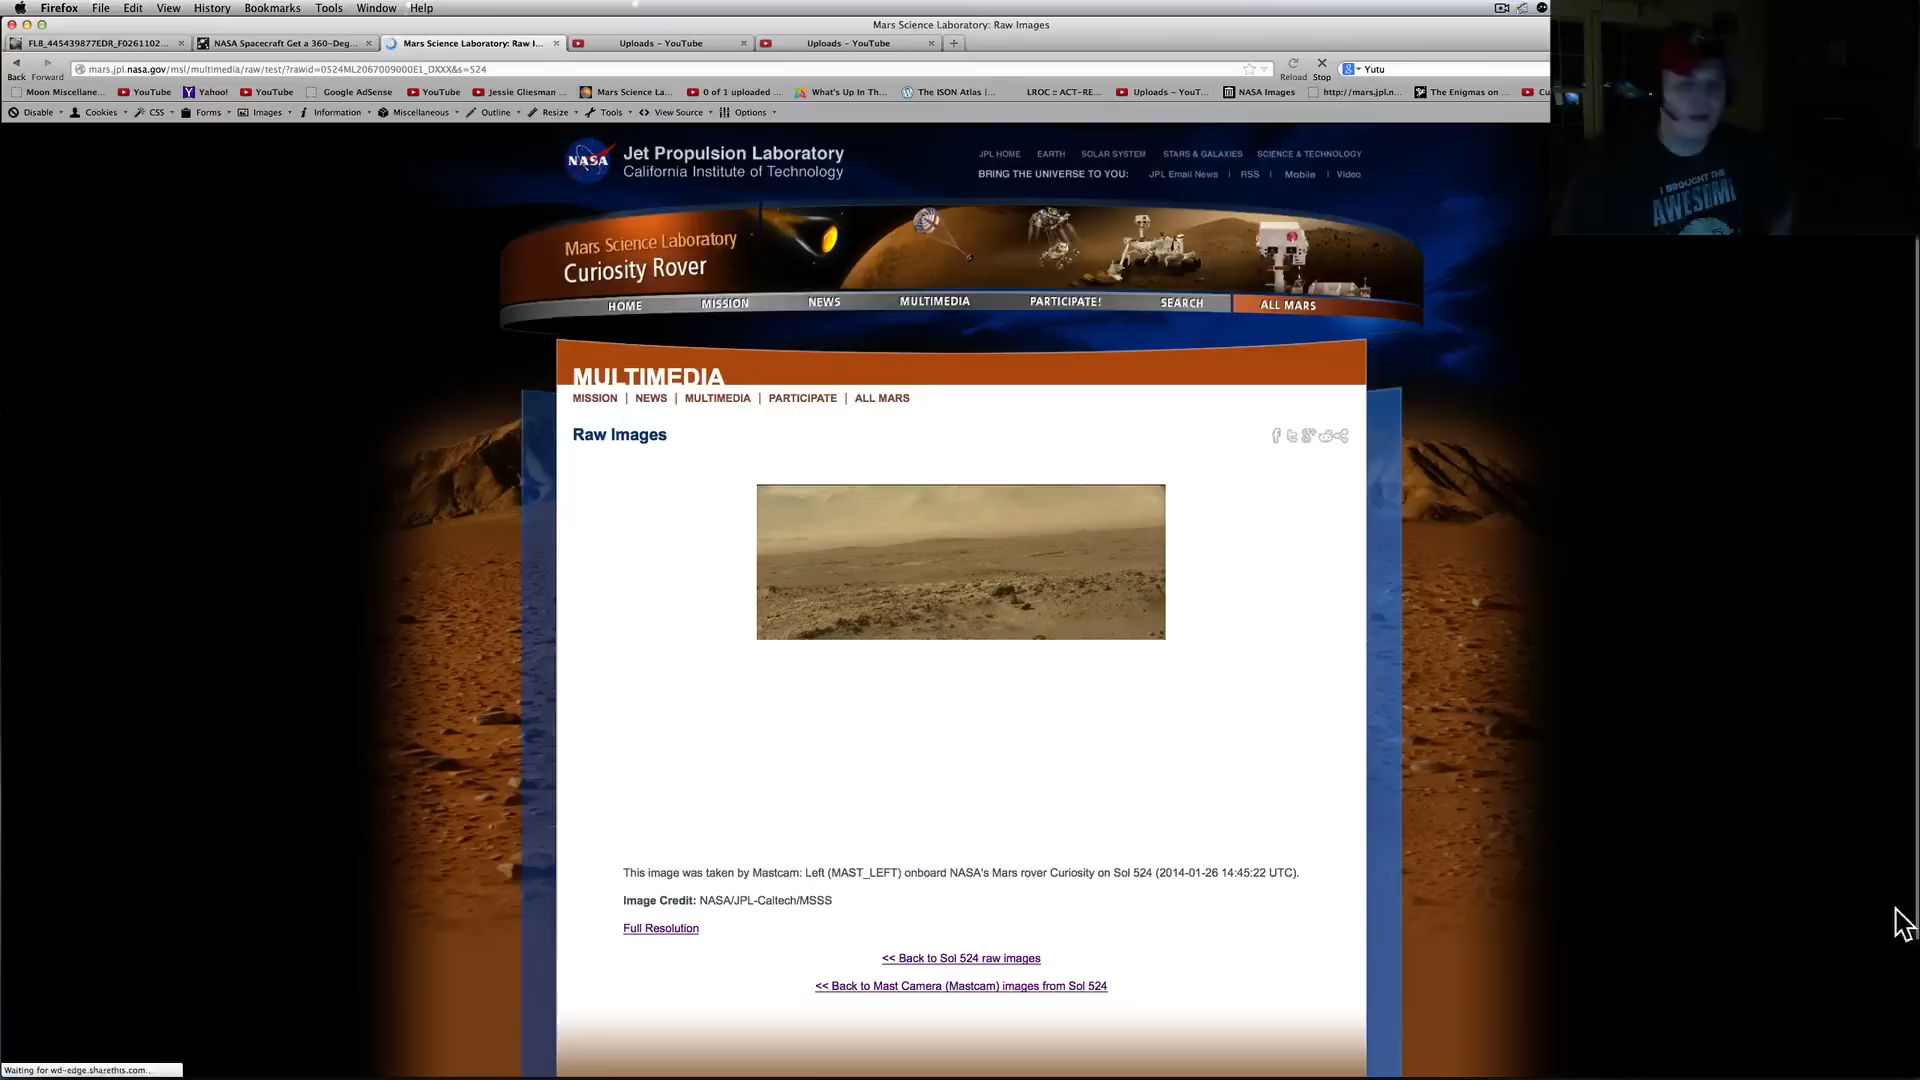 Firefox File Edit View History Bookmarks Tools Window Help
Mars Science Laboratory: Raw Images
FLB_445439877EDR_F0261102... NASA Spacecraft Get a 360-Deg... Mars Science Laboratory: Raw I... Uploads - YouTube Uploads - YouTube
Back Forward mars.jpl.nasa.gov/msl/multimedia/raw/test/?rawid=0524ML2067009000E1_DXXX&s=524 Reload Stop Yutu
Moon Miscellane... YouTube Yahoo! YouTube Google AdSense YouTube Jessie Gliesman ... Mars Science La... 0 of 1 uploaded ... What's Up In Th... The ISON Atlas |... LROC :: ACT-RE... Uploads - YouT... NASA Images http://mars.jpl.n... The Enigmas on ... Cu
Disable Cookies CSS Forms Images Information Miscellaneous Outline Resize Tools View Source Options
NASA
Jet Propulsion Laboratory
California Institute of Technology
JPL HOME EARTH SOLAR SYSTEM STARS & GALAXIES SCIENCE & TECHNOLOGY
BRING THE UNIVERSE TO YOU: JPL Email News | RSS | Mobile | Video
I BROUGHT THE
AWESOME
Mars Science Laboratory
Curiosity Rover
HOME MISSION NEWS MULTIMEDIA PARTICIPATE! SEARCH ALL MARS
MULTIMEDIA
MISSION | NEWS | MULTIMEDIA | PARTICIPATE | ALL MARS
Raw Images
This image was taken by Mastcam: Left (MAST_LEFT) onboard NASA's Mars rover Curiosity on Sol 524 (2014-01-26 14:45:22 UTC).
Image Credit: NASA/JPL-Caltech/MSSS
Full Resolution
<< Back to Sol 524 raw images
<< Back to Mast Camera (Mastcam) images from Sol 524
Waiting for wd-edge.sharethis.com...